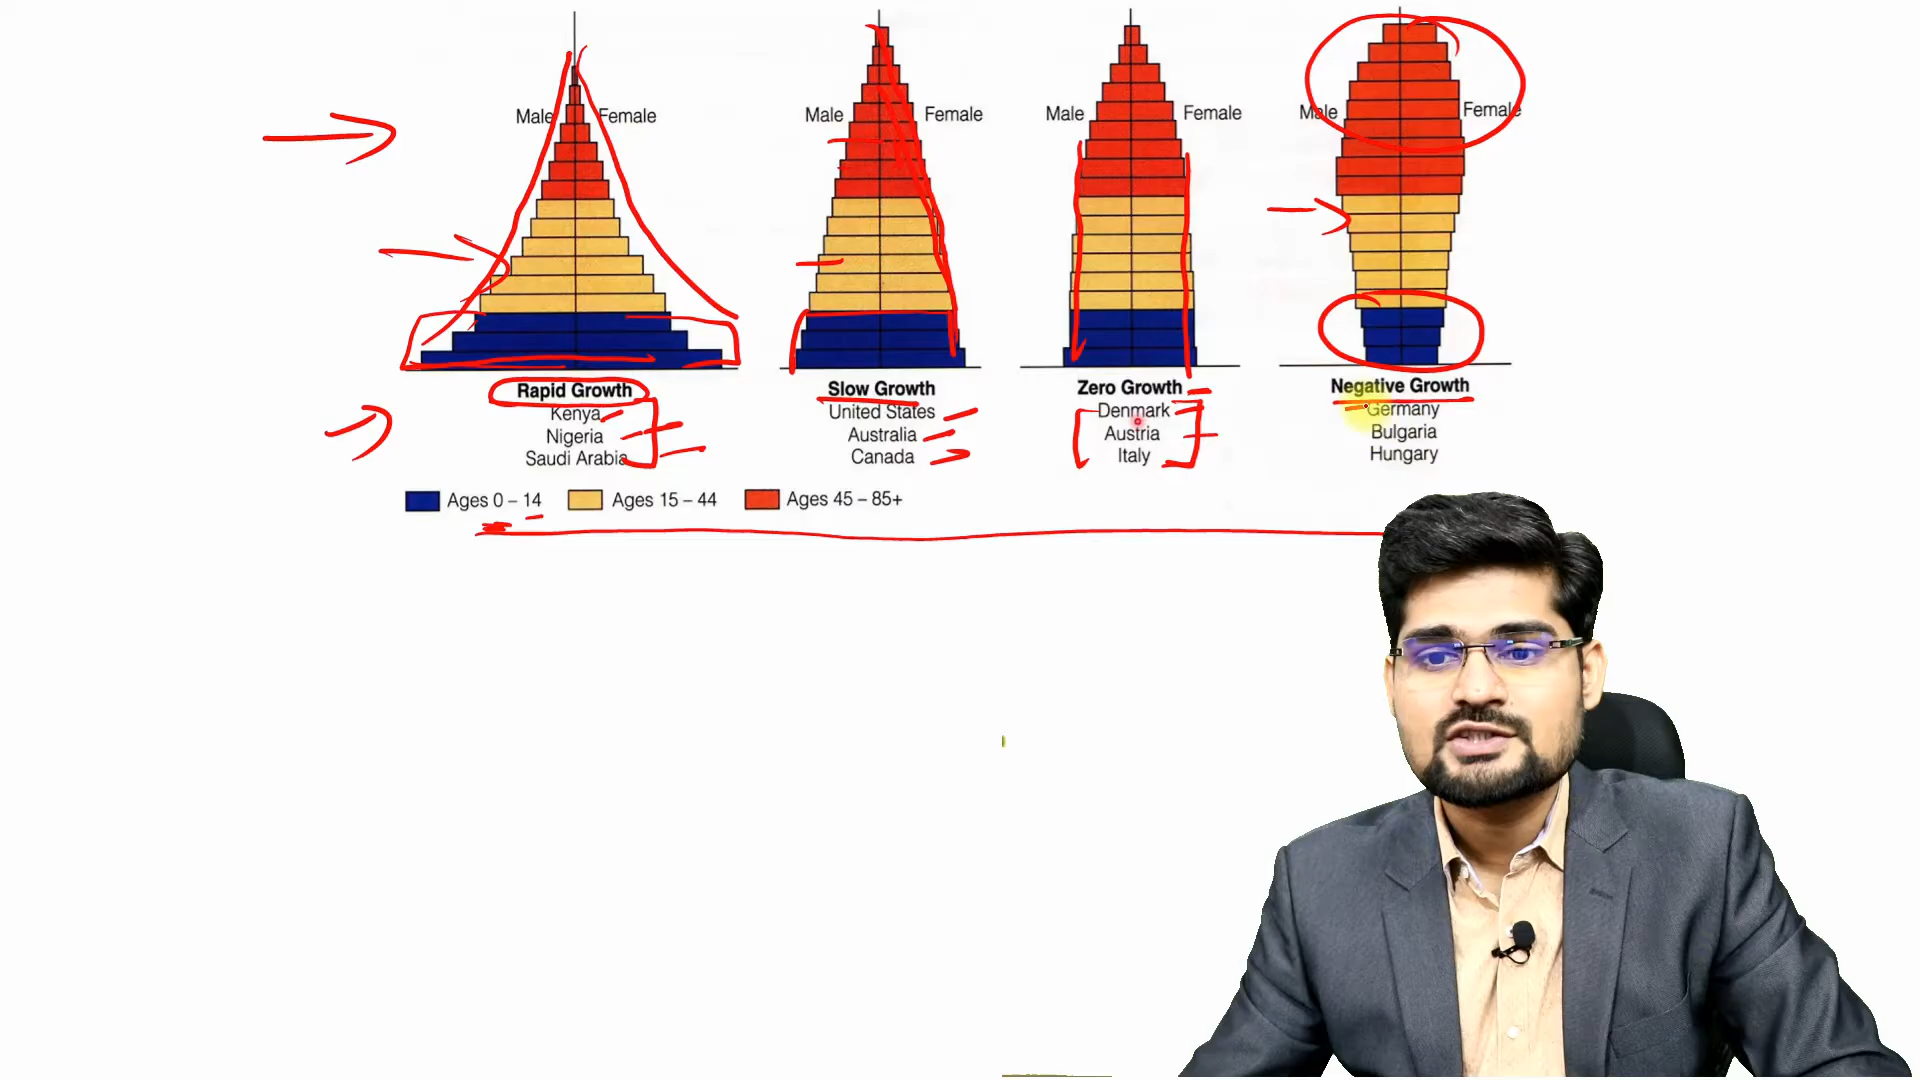 Male Female
Male Female
Male Female
Male Female
Rapid Growth
Kenya
Nigeria
Saudi Arabia
Slow Growth
United States
Australia
Canada
Zero Growth
Denmark
Austria
Italy
Negative Growth
Germany
Bulgaria
Hungary
Ages 0 – 14 Ages 15 – 44 Ages 45 – 85+